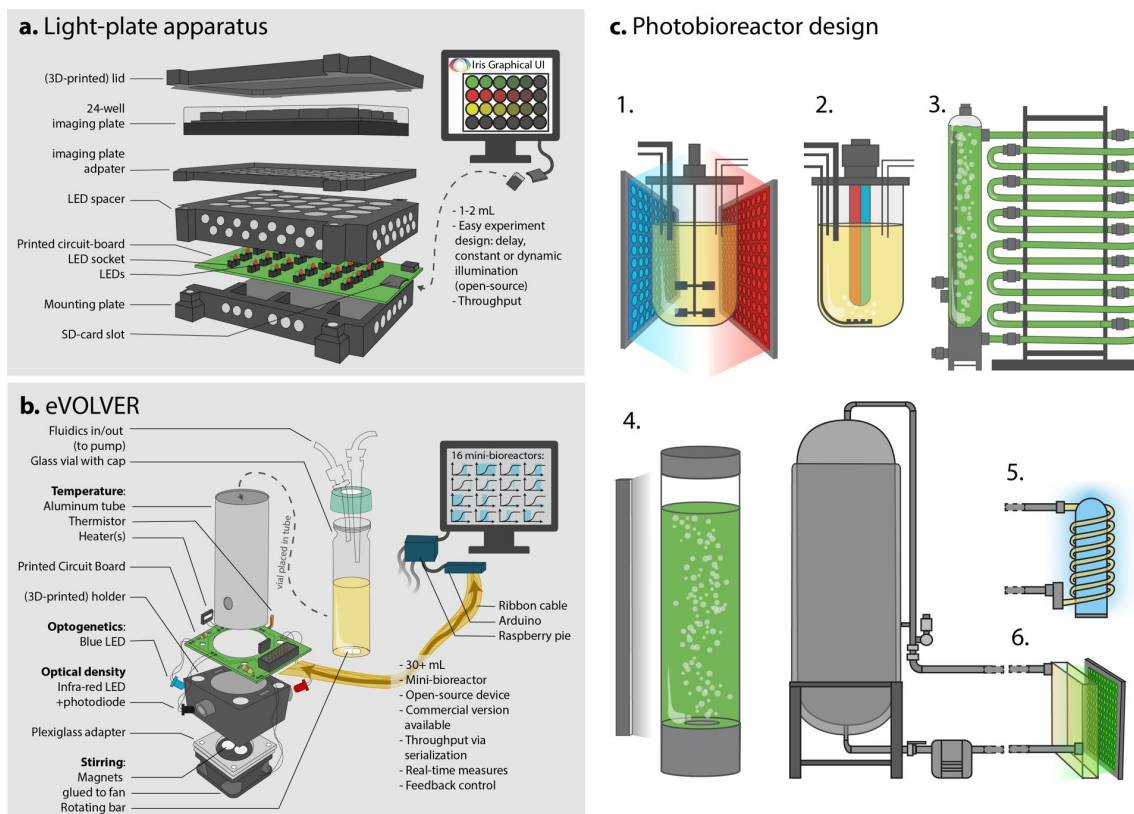 a. Light-plate apparatus
(3D-printed) lid
24-well
imaging plate
imaging plate
adpater
LED spacer
Printed circuit-board
LED socket
LEDs
Mounting plate
SD-card slot
Iris Graphical UI
- 1-2 mL
- Easy experiment
design: delay,
constant or dynamic
illumination
(open-source)
- Throughput
b. eVOLVER
Fluidics in/out
(to pump)
Glass vial with cap
Temperature:
Aluminum tube
Thermistor
Heater(s)
Printed Circuit Board
(3D-printed) holder
Optogenetics:
Blue LED
Optical density
Infra-red LED
+photodiode
Plexiglass adapter
Stirring:
Magnets
glued to fan
Rotating bar
vial placed in tube
16 mini-bioreactors:
Ribbon cable
Arduino
Raspberry pie
- 30+ mL
- Mini-bioreactor
- Open-source device
- Commercial version
available
- Throughput via
serialization
- Real-time measures
- Feedback control
c. Photobioreactor design
1.
2.
3.
4.
5.
6.